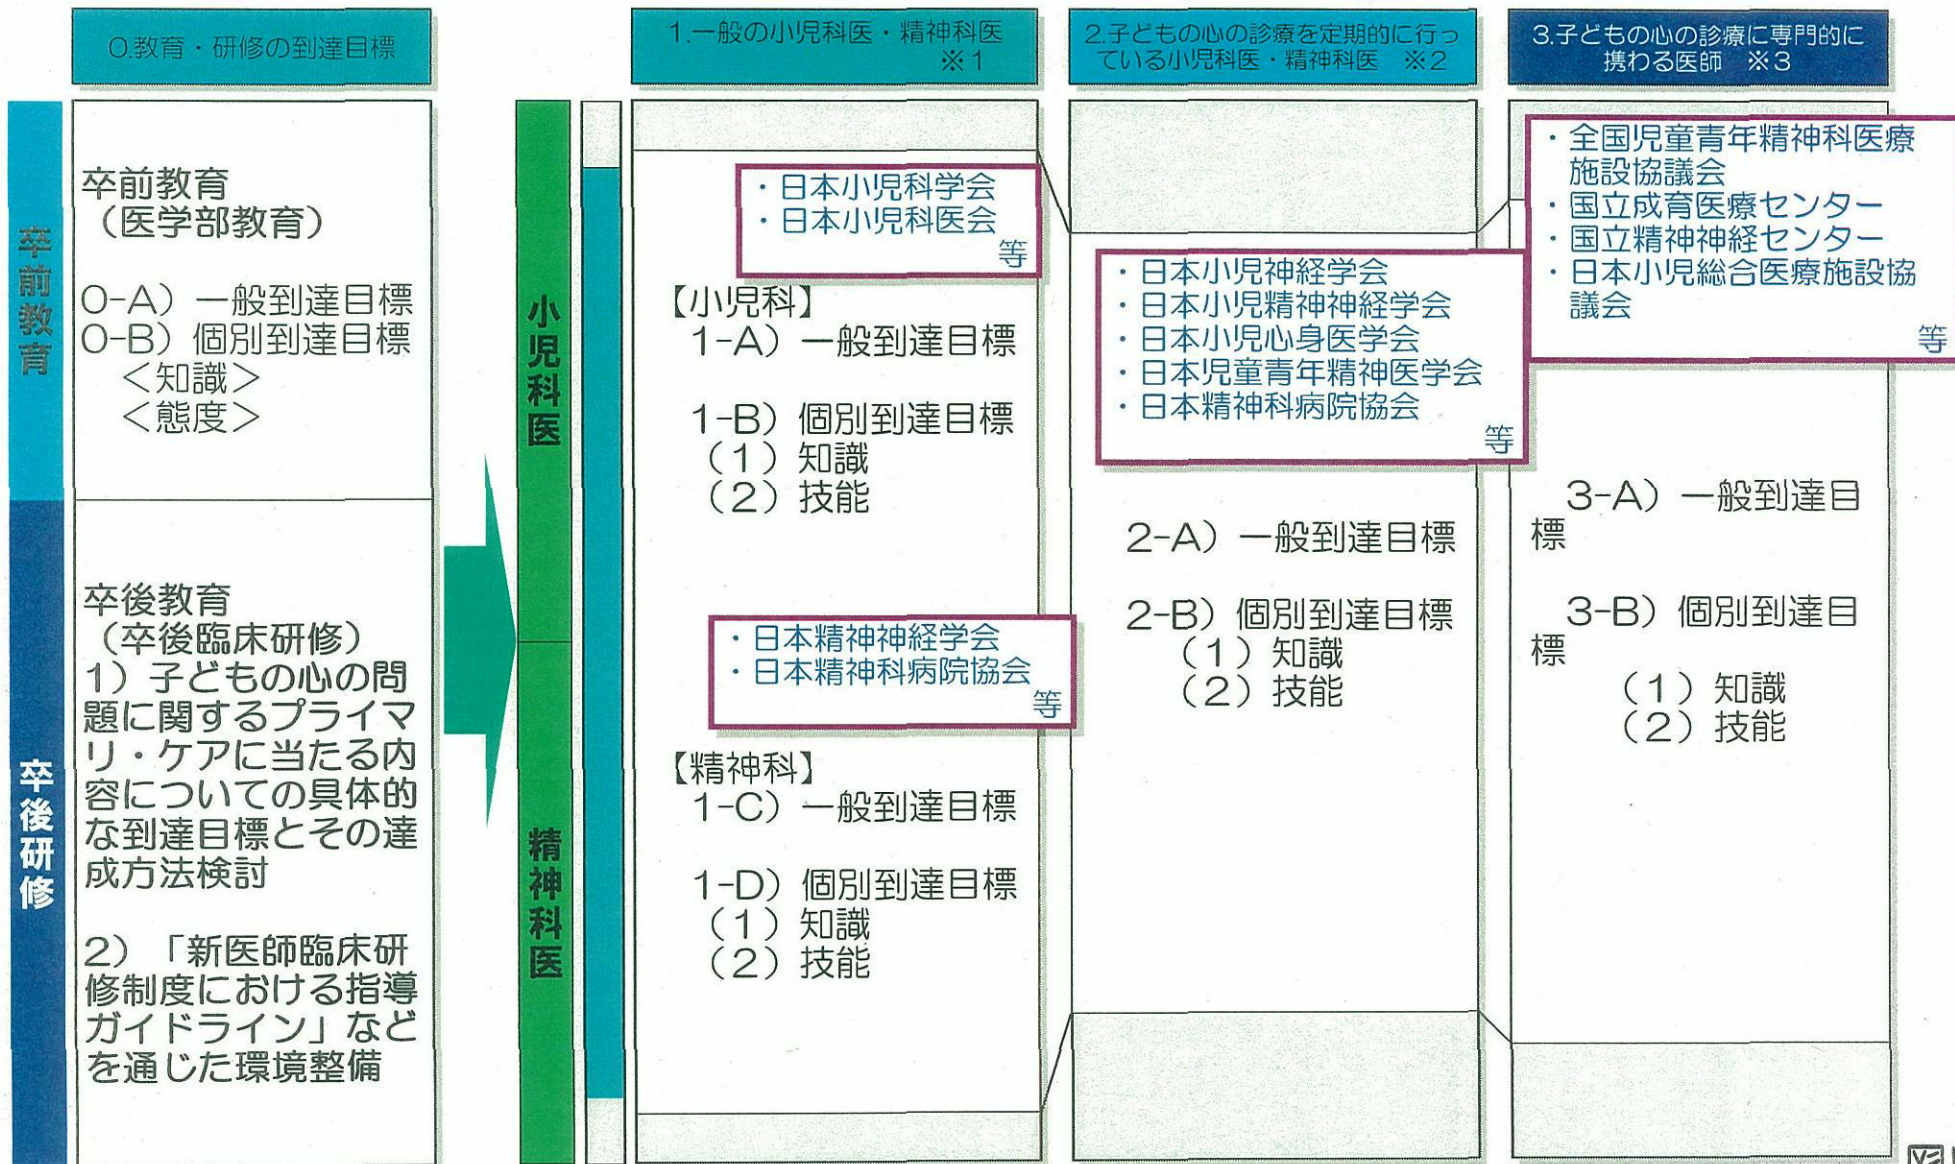 0.教育・研修の到達目標
卒前教育
卒前教育
（医学部教育）
0-A）一般到達目標
0-B）個別到達目標
＜知識＞
＜態度＞
卒後研修
卒後教育
（卒後臨床研修）
1）子どもの心の問
題に関するプライマ
リ・ケアに当たる内
容についての具体的
な到達目標とその達
成方法検討
2）「新医師臨床研
修制度における指導
ガイドライン」など
を通じた環境整備
小児科医
精神科医
1.一般の小児科医・精神科医
※1
・日本小児科学会
・日本小児科医会
等
【小児科】
1-A）一般到達目標
1-B）個別到達目標
（1）知識
（2）技能
・日本精神神経学会
・日本精神科病院協会
等
【精神科】
1-C）一般到達目標
1-D）個別到達目標
（1）知識
（2）技能
2.子どもの心の診療を定期的に行っ
ている小児科医・精神科医　※2
・日本小児神経学会
・日本小児精神神経学会
・日本小児心身医学会
・日本児童青年精神医学会
・日本精神科病院協会
等
2-A）一般到達目標
2-B）個別到達目標
（1）知識
（2）技能
3.子どもの心の診療に専門的に
携わる医師　※3
・全国児童青年精神科医療
施設協議会
・国立成育医療センター
・国立精神神経センター
・日本小児総合医療施設協
議会
等
3-A）一般到達目
標
3-B）個別到達目
標
（1）知識
（2）技能